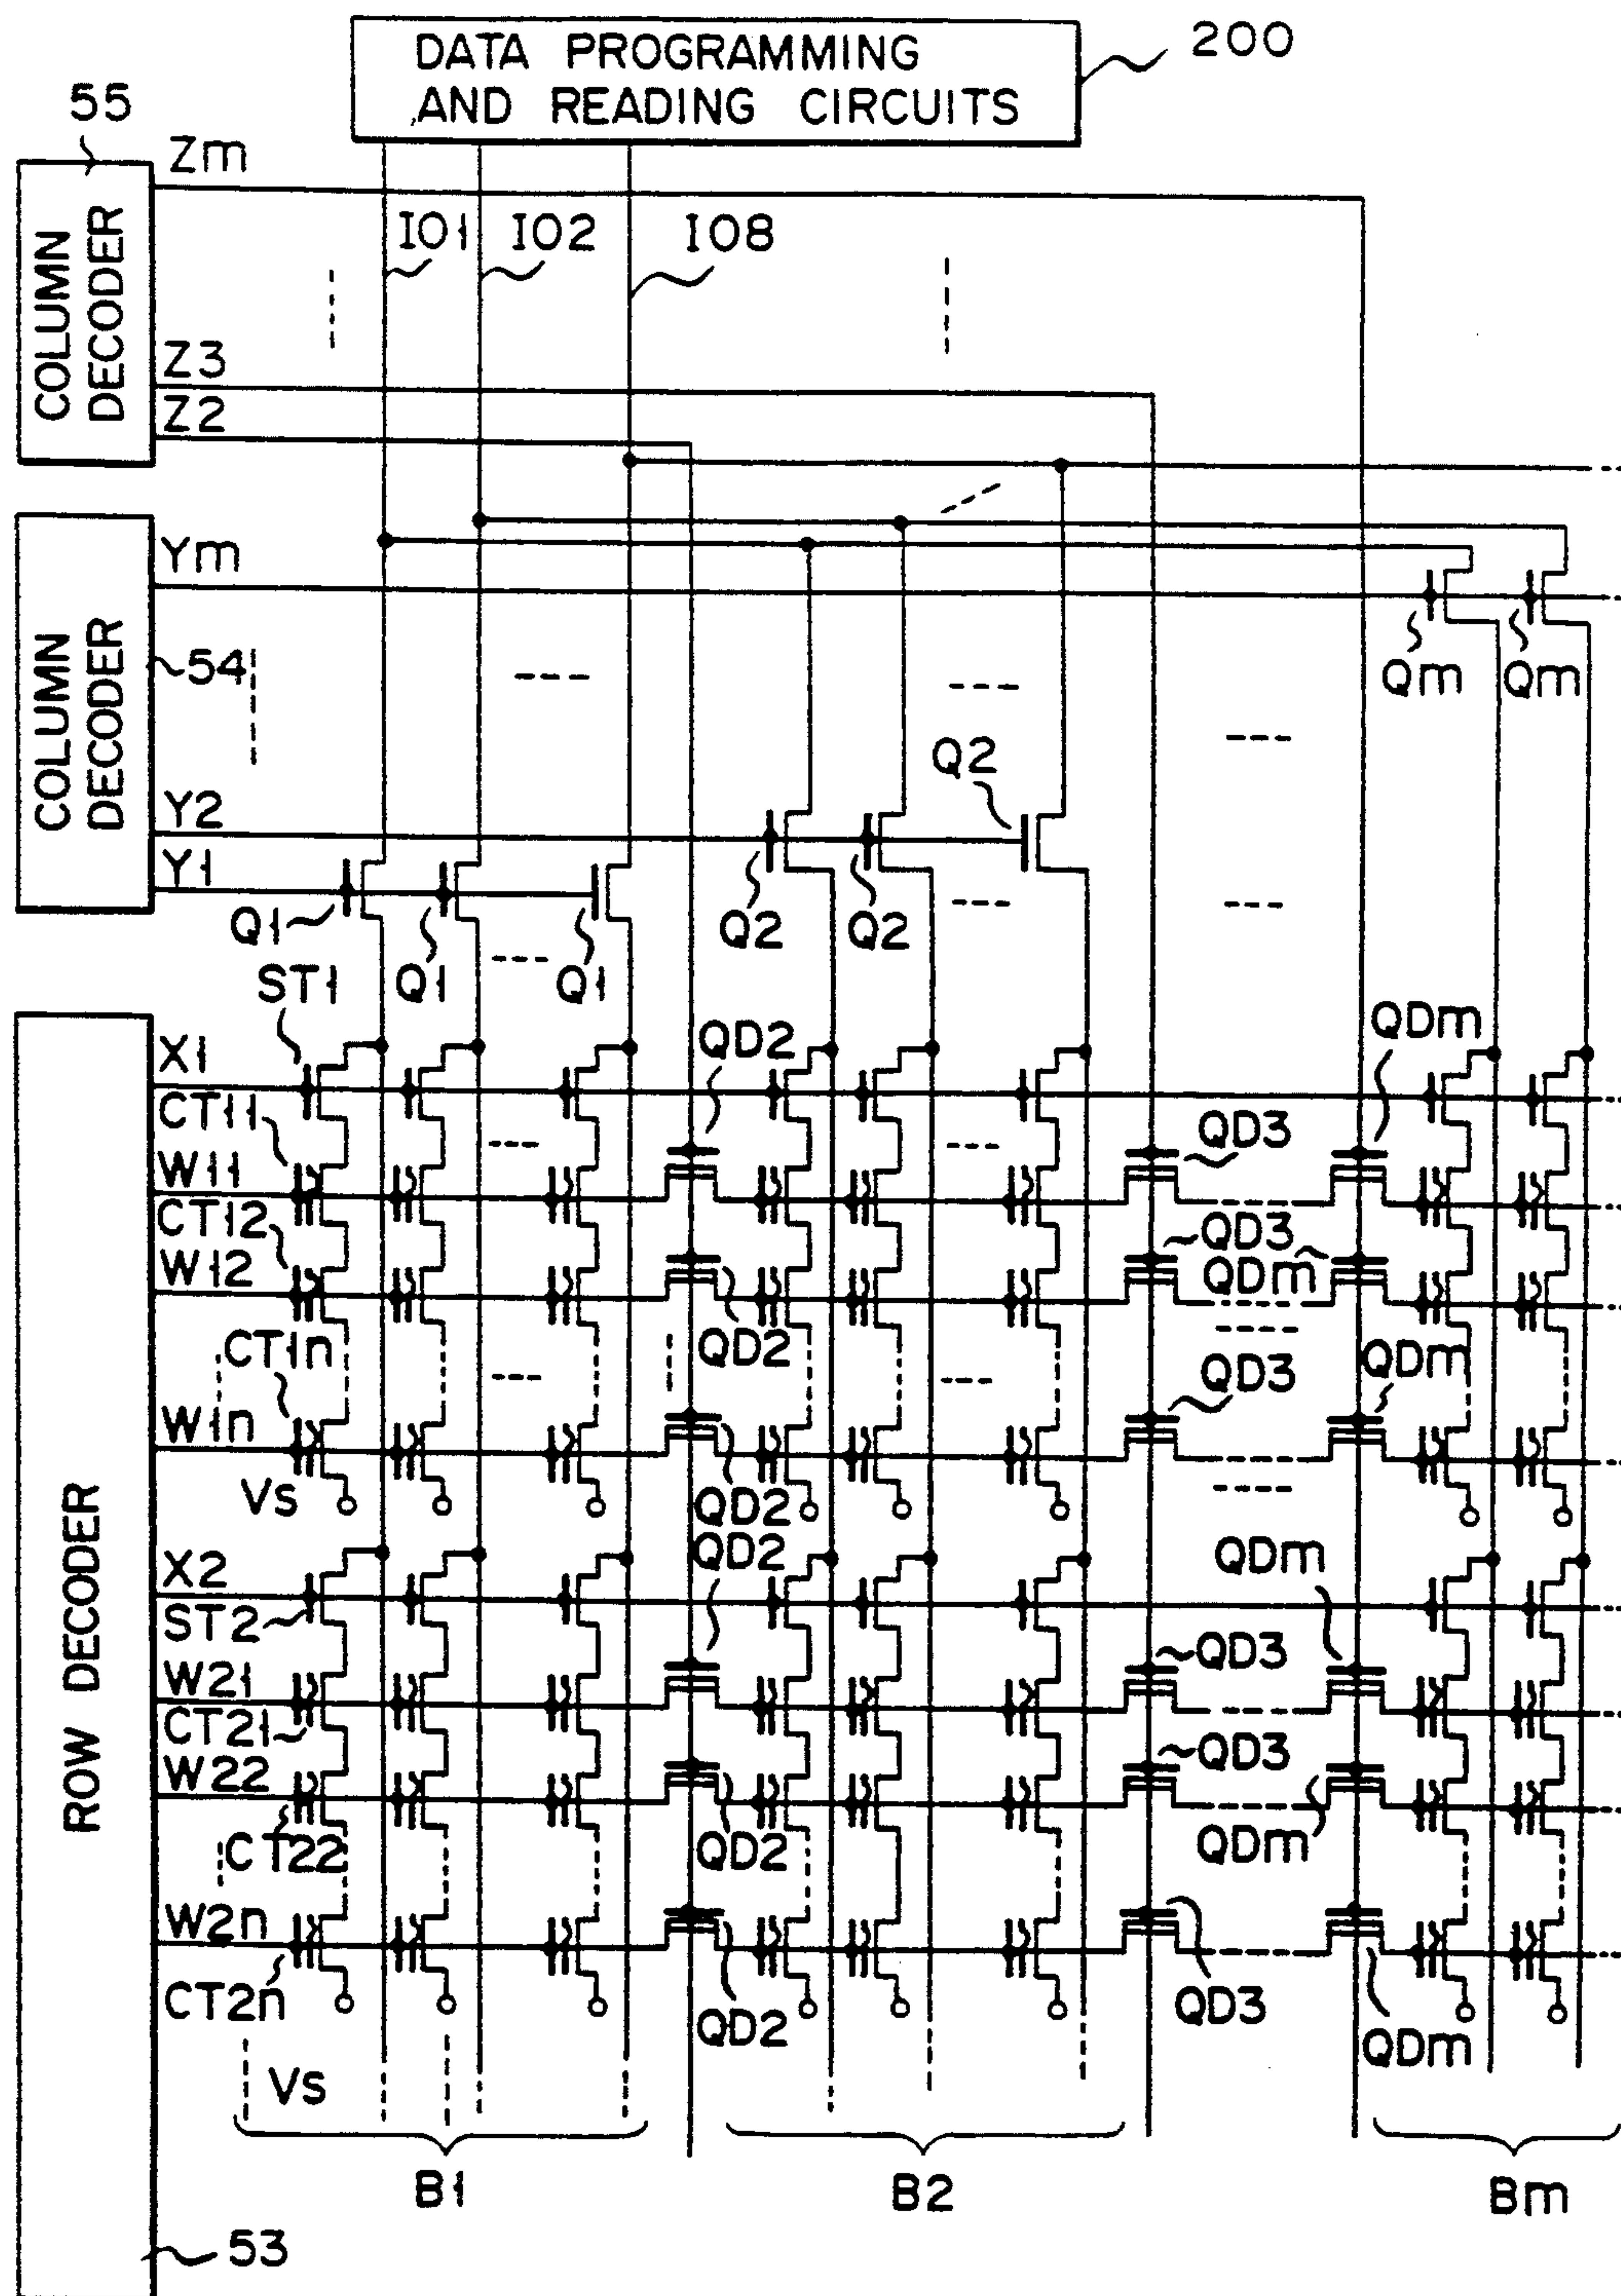 DATA PROGRAMMING
AND READING CIRCUITS
200
55
Zm
COLUMN
DECODER
IO1
IO2
IO8
Z3
Z2
Ym
COLUMN
DECODER
54
Qm
Qm
Y2
Q2
Y1
Q1
Q1
Q1
Q2
Q2
ST1
X1
QD2
QDm
CT11
W11
QD3
CT12
QD3
W12
QDm
CT1n
QD2
QD3
QDm
W1n
Vs
QD2
QD2
QDm
X2
ST2
W21
QD3
CT21
QD3
W22
CT22
QD2
QDm
W2n
CT2n
QD2
QD3
QDm
Vs
ROW DECODER
B1
B2
Bm
53